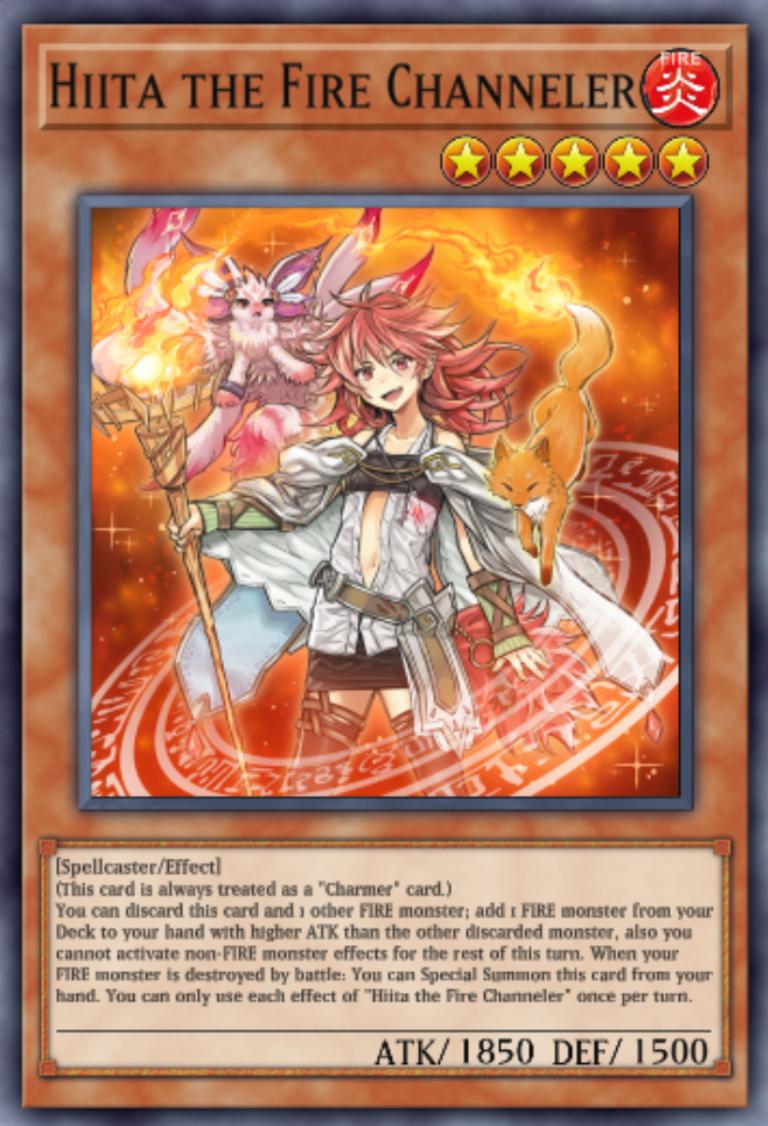 Hiita the Fire Channeler
FIRE
炎
[Spellcaster/Effect]
(This card is always treated as a "Charmer" card.)
You can discard this card and 1 other FIRE monster; add 1 FIRE monster from your
Deck to your hand with higher ATK than the other discarded monster, also you
cannot activate non-FIRE monster effects for the rest of this turn. When your
FIRE monster is destroyed by battle: You can Special Summon this card from your
hand. You can only use each effect of "Hiita the Fire Channeler" once per turn.
ATK/ 1850 DEF/ 1500